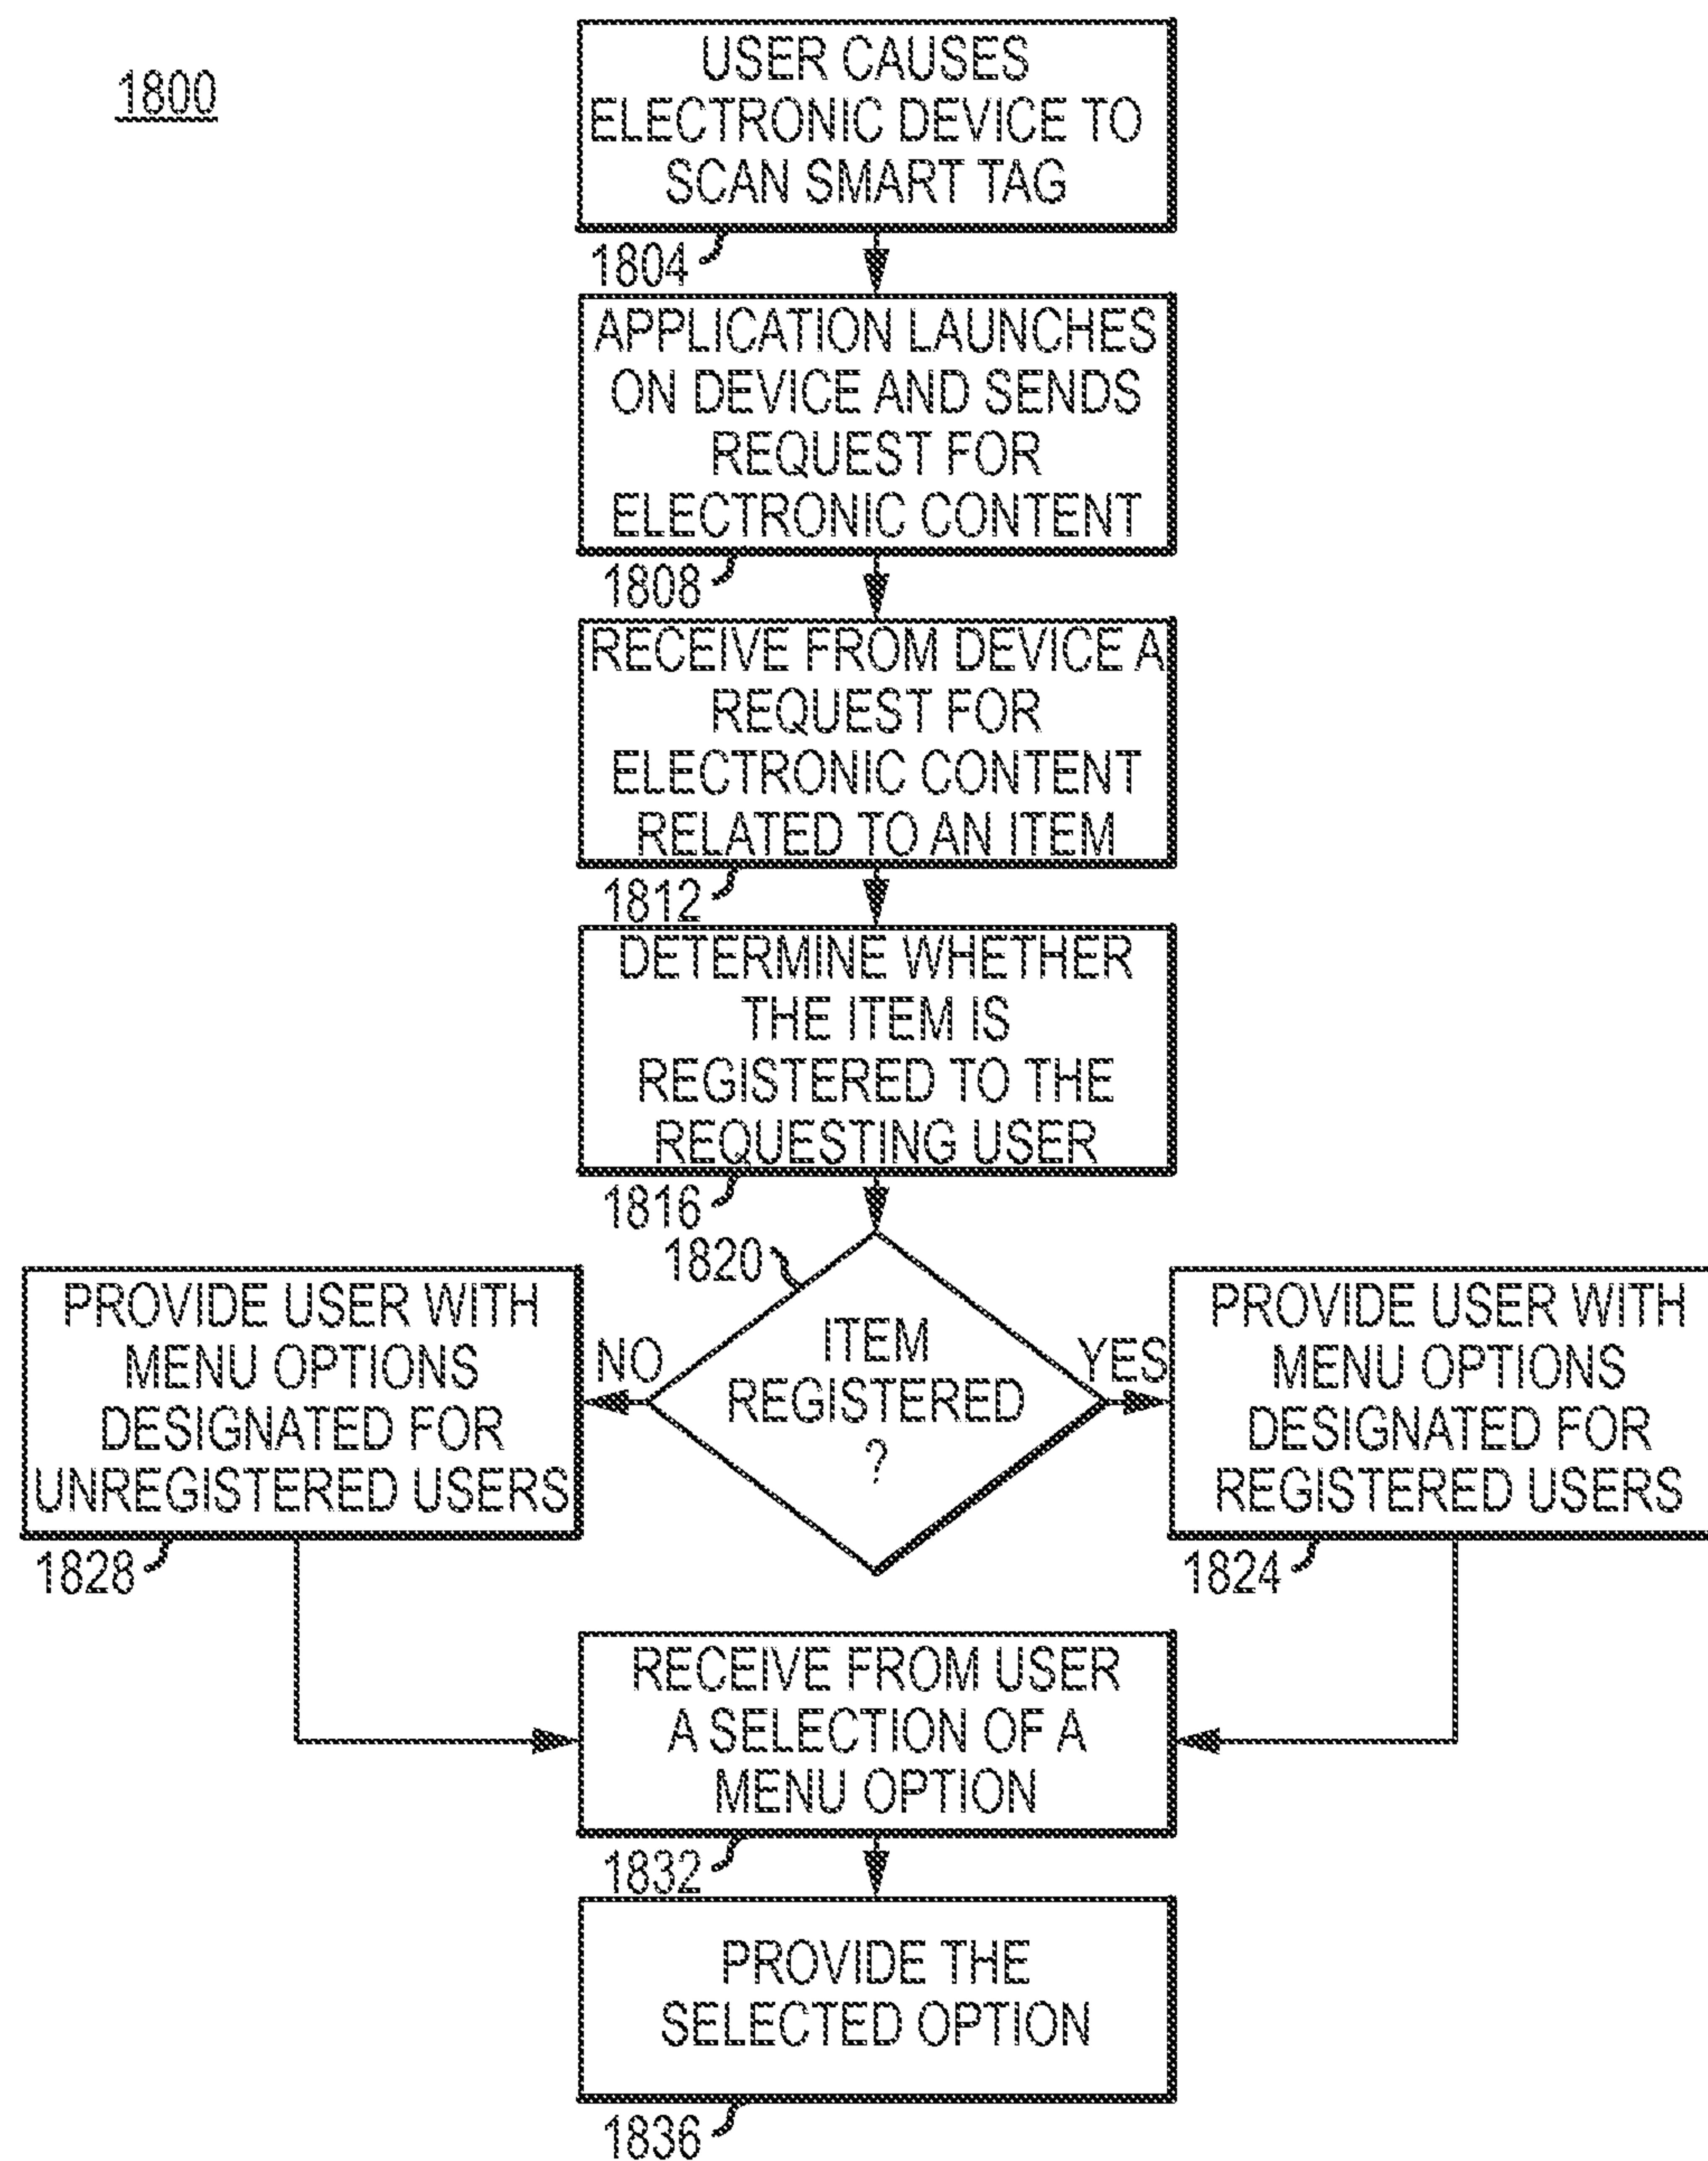 1800
USER CAUSES
ELECTRONIC DEVICE TO
SCAN SMART TAG
1804
APPLICATION LAUNCHES
ON DEVICE AND SENDS
REQUEST FOR
ELECTRONIC CONTENT
1808
RECEIVE FROM DEVICE A
REQUEST FOR
ELECTRONIC CONTENT
RELATED TO AN ITEM
1812
DETERMINE WHETHER
THE ITEM IS
REGISTERED TO THE
REQUESTING USER
1816
1820
ITEM
REGISTERED
?
NO
YES
PROVIDE USER WITH
MENU OPTIONS
DESIGNATED FOR
UNREGISTERED USERS
1828
PROVIDE USER WITH
MENU OPTIONS
DESIGNATED FOR
REGISTERED USERS
1824
RECEIVE FROM USER
A SELECTION OF A
MENU OPTION
1832
PROVIDE THE
SELECTED OPTION
1836